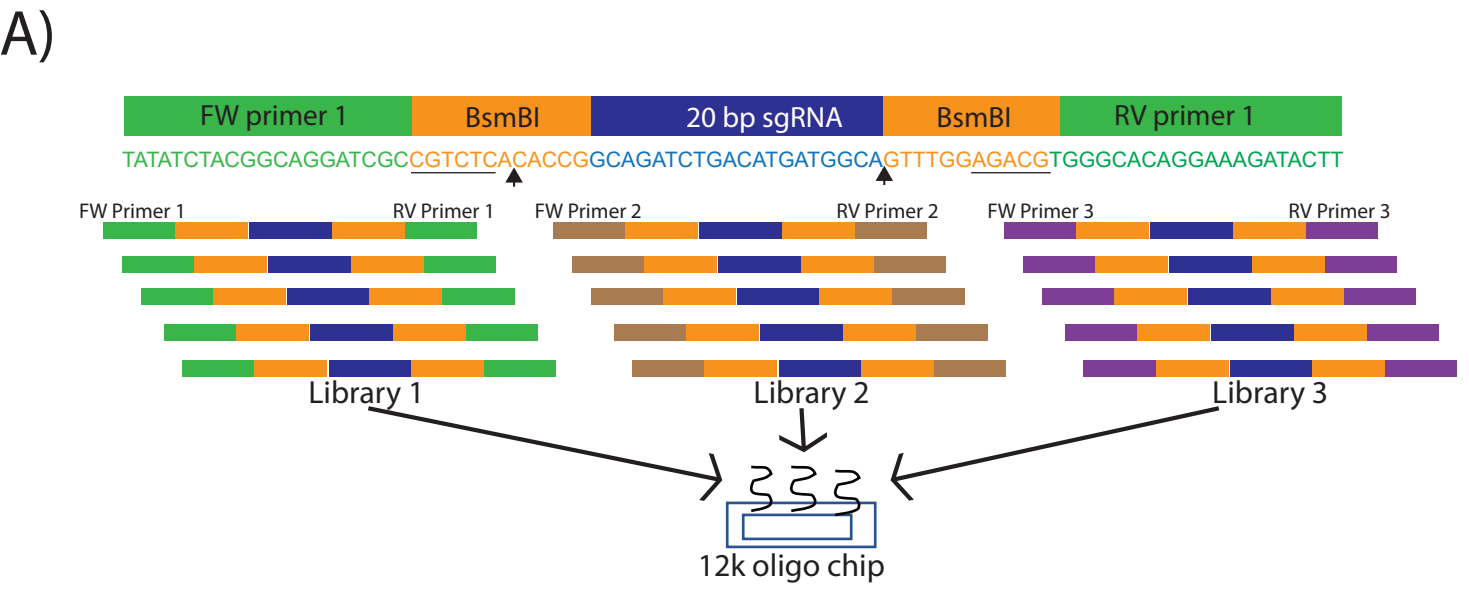 A)
FW primer 1 BsmBI 20 bp sgRNA BsmBI RV primer 1
TATATCTACGGCAGGATCGCCGTCTCACACCGGCAGATCTGACATGATGGCAGTTTGGAGACGTGGGCACAGGAAAGATACTT
FW Primer 1 RV Primer 1 FW Primer 2 RV Primer 2 FW Primer 3 RV Primer 3
Library 1 Library 2 Library 3
12k oligo chip